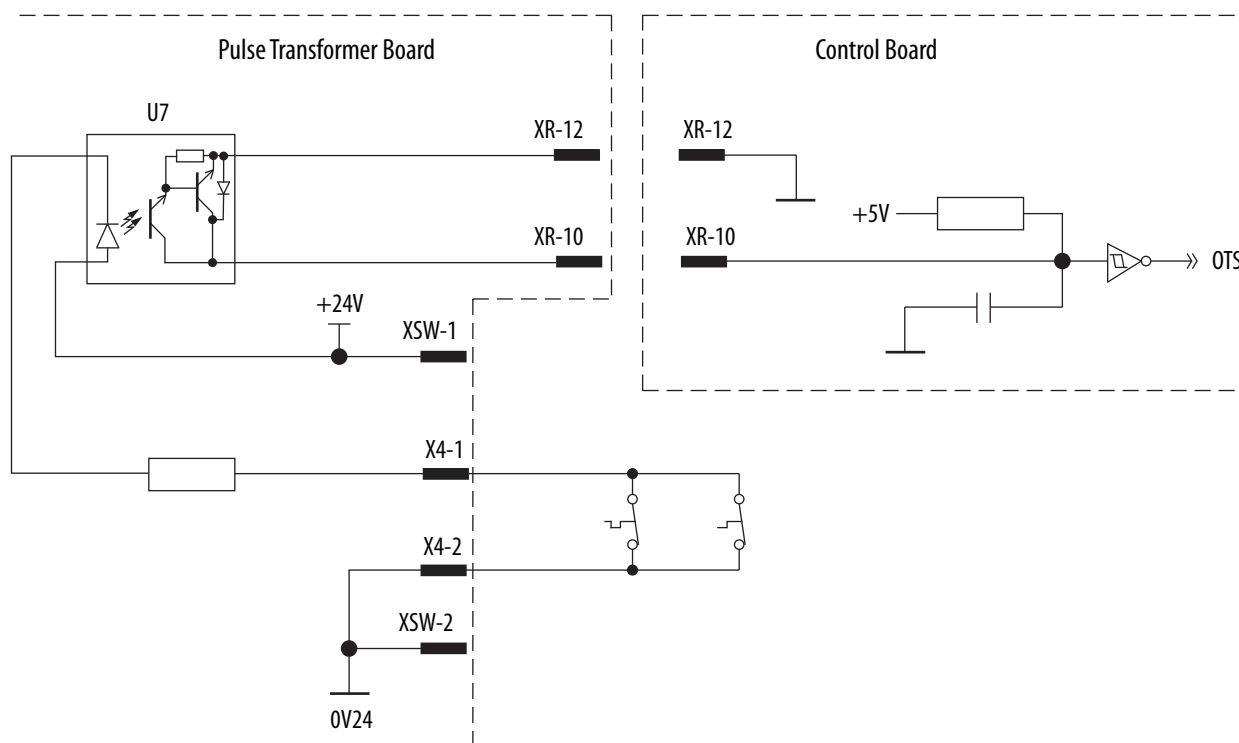 Pulse Transformer Board
Control Board
U7
XR-12
XR-12
+5V
XR-10
XR-10
OTS
+24V
XSW-1
X4-1
X4-2
XSW-2
0V24